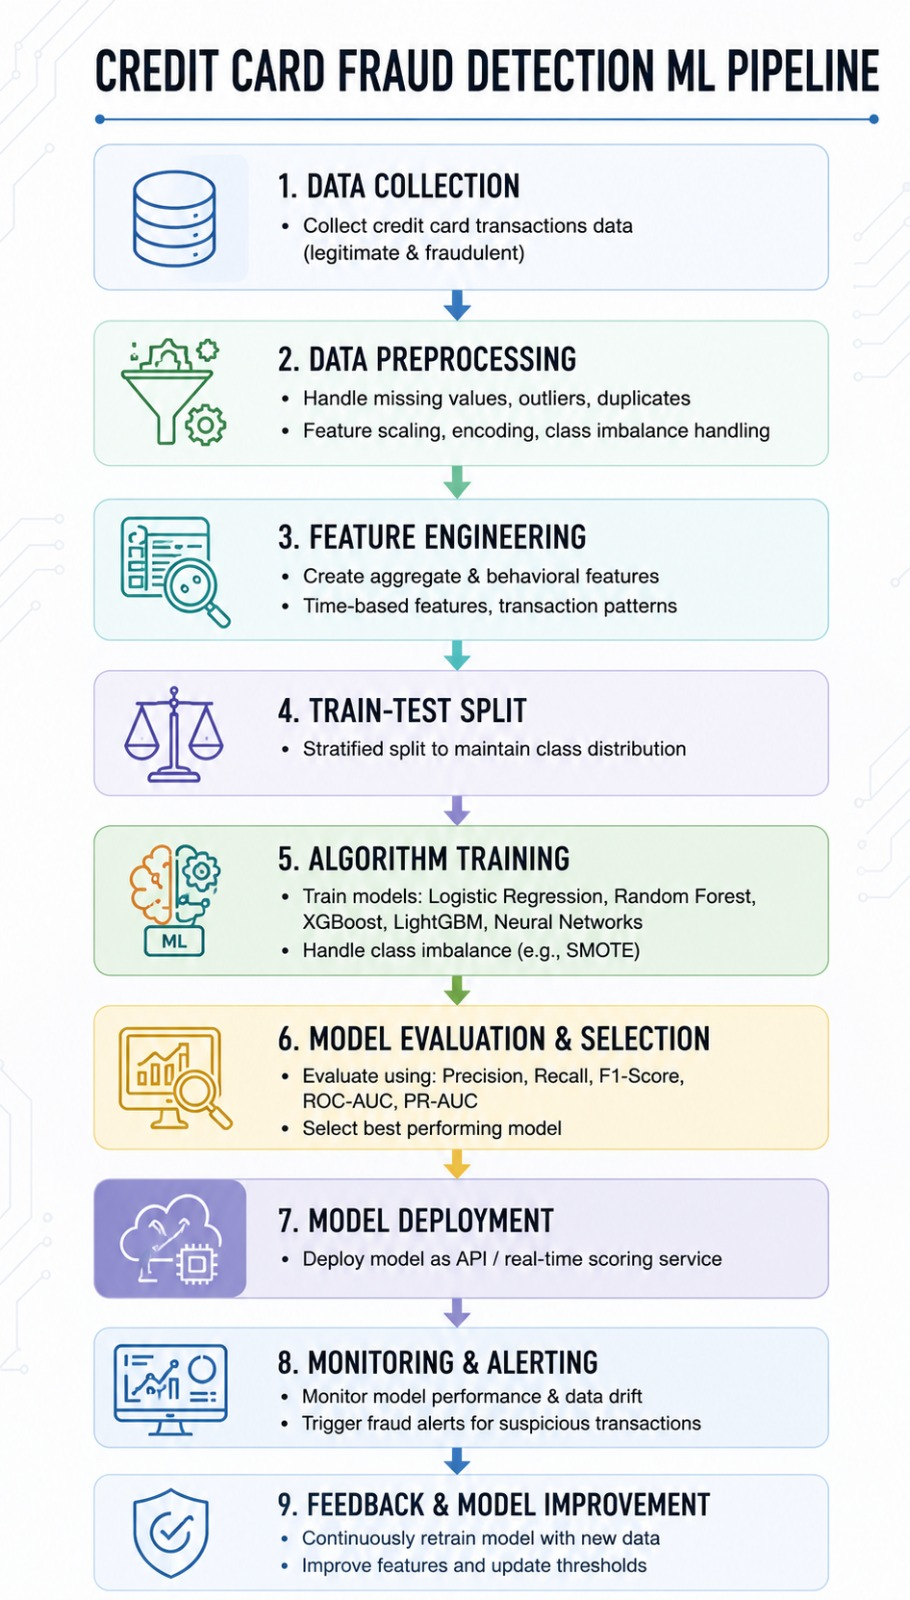 CREDIT CARD FRAUD DETECTION ML PIPELINE
1. DATA COLLECTION
• Collect credit card transactions data
(legitimate & fraudulent)
2. DATA PREPROCESSING
• Handle missing values, outliers, duplicates
• Feature scaling, encoding, class imbalance handling
3. FEATURE ENGINEERING
• Create aggregate & behavioral features
• Time-based features, transaction patterns
4. TRAIN-TEST SPLIT
• Stratified split to maintain class distribution
5. ALGORITHM TRAINING
• Train models: Logistic Regression, Random Forest,
XGBoost, LightGBM, Neural Networks
• Handle class imbalance (e.g., SMOTE)
ML
6. MODEL EVALUATION & SELECTION
• Evaluate using: Precision, Recall, F1-Score,
ROC-AUC, PR-AUC
• Select best performing model
7. MODEL DEPLOYMENT
• Deploy model as API / real-time scoring service
8. MONITORING & ALERTING
• Monitor model performance & data drift
• Trigger fraud alerts for suspicious transactions
9. FEEDBACK & MODEL IMPROVEMENT
• Continuously retrain model with new data
• Improve features and update thresholds